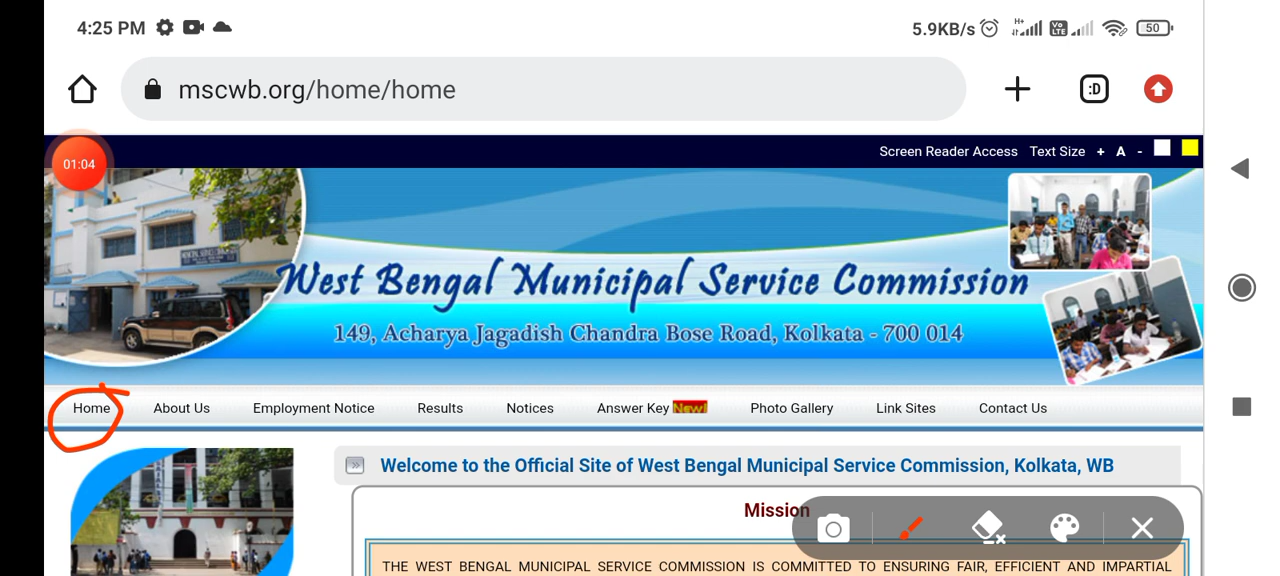 4:25 PM 5.9KB/s H+ Vo LTE 50
mscwb.org/home/home :D
01:04
Screen Reader Access Text Size + A -
West Bengal Municipal Service Commission
149, Acharya Jagadish Chandra Bose Road, Kolkata - 700 014
Home About Us Employment Notice Results Notices Answer Key New! Photo Gallery Link Sites Contact Us
Welcome to the Official Site of West Bengal Municipal Service Commission, Kolkata, WB
Mission
THE WEST BENGAL MUNICIPAL SERVICE COMMISSION IS COMMITTED TO ENSURING FAIR, EFFICIENT AND IMPARTIAL